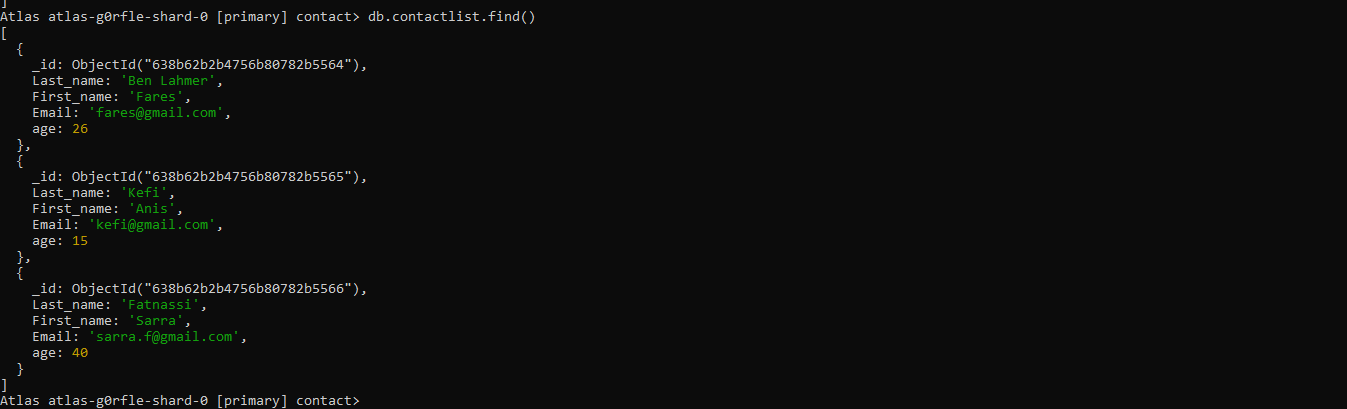 ]
Atlas atlas-g0rfle-shard-0 [primary] contact> db.contactlist.find()
[
  {
    _id: ObjectId("638b62b2b4756b80782b5564"),
    Last_name: 'Ben Lahmer',
    First_name: 'Fares',
    Email: 'fares@gmail.com',
    age: 26
  },
  {
    _id: ObjectId("638b62b2b4756b80782b5565"),
    Last_name: 'Kefi',
    First_name: 'Anis',
    Email: 'kefi@gmail.com',
    age: 15
  },
  {
    _id: ObjectId("638b62b2b4756b80782b5566"),
    Last_name: 'Fatnassi',
    First_name: 'Sarra',
    Email: 'sarra.f@gmail.com',
    age: 40
  }
]
Atlas atlas-g0rfle-shard-0 [primary] contact>